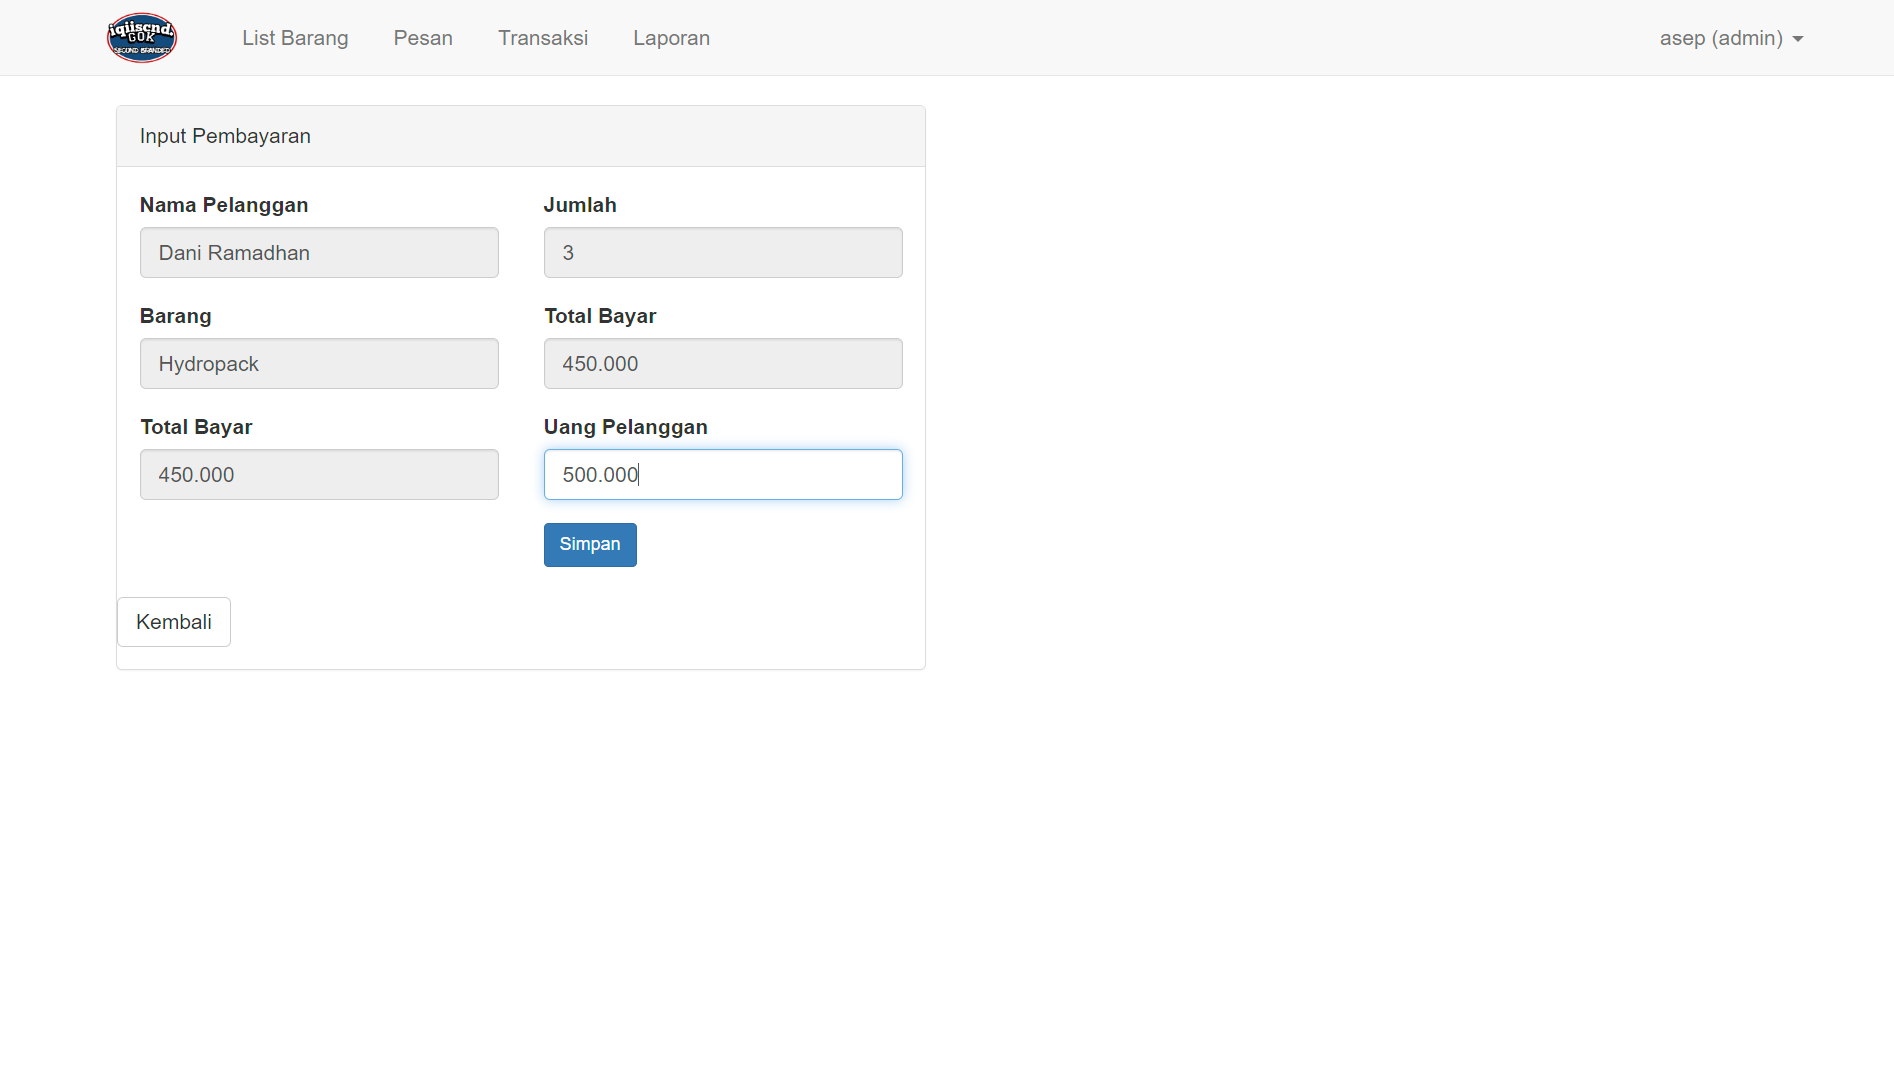 iqiiscnd.
GOK
SECOND BRANDED
List Barang
Pesan
Transaksi
Laporan
asep (admin)
Input Pembayaran
Nama Pelanggan
Jumlah
Dani Ramadhan
3
Barang
Total Bayar
Hydropack
450.000
Total Bayar
Uang Pelanggan
450.000
500.000
Simpan
Kembali